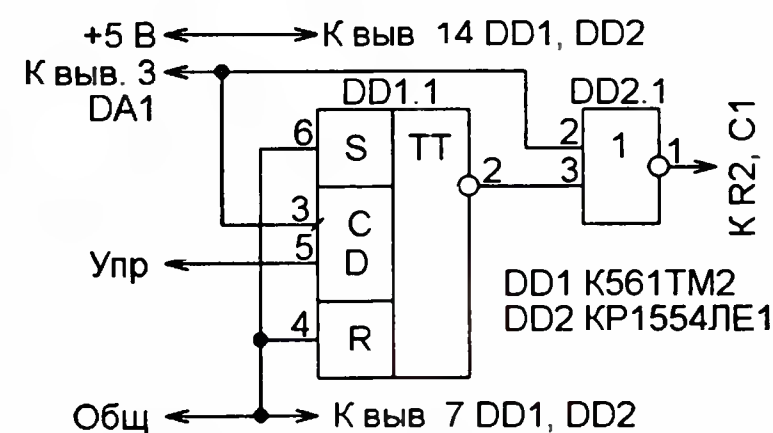 +5 В
К выв 14 DD1, DD2
К выв. 3
DA1
DD1.1
DD2.1
6
S
TT
2
1
1
3
C
2
3
5
D
Упр
4
R
К R2, C1
DD1 К561ТМ2
DD2 КР1554ЛЕ1
Общ
К выв 7 DD1, DD2